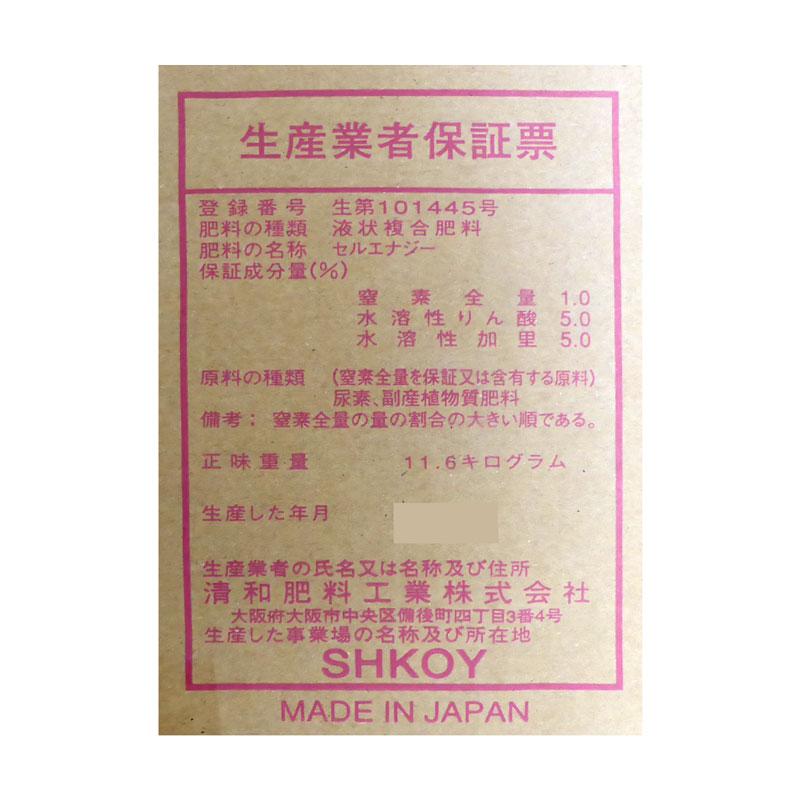 生産業者保証票
登録番号 生第101445号
肥料の種類 液状複合肥料
肥料の名称 セルエナジー
保証成分量(%)
窒素全量 1.0
水溶性りん酸 5.0
水溶性加里 5.0
原料の種類 (窒素全量を保証又は含有する原料)
尿素、副産植物質肥料
備考： 窒素全量の量の割合の大きい順である。
正味重量 11.6キログラム
生産した年月
生産業者の氏名又は名称及び住所
清和肥料工業株式会社
大阪府大阪市中央区備後町四丁目3番4号
生産した事業場の名称及び所在地
SHKOY
MADE IN JAPAN